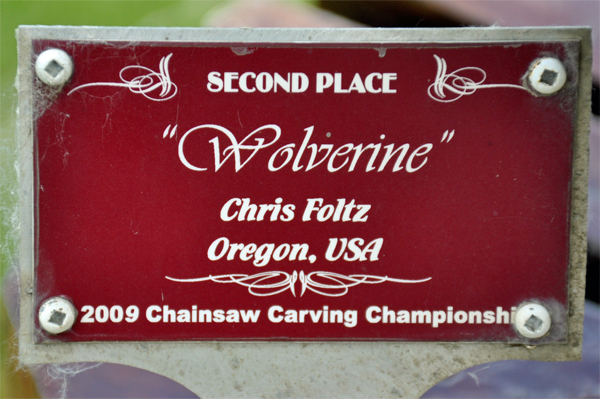 SECOND PLACE
"Wolverine"
Chris Foltz
Oregon, USA
2009 Chainsaw Carving Championshi